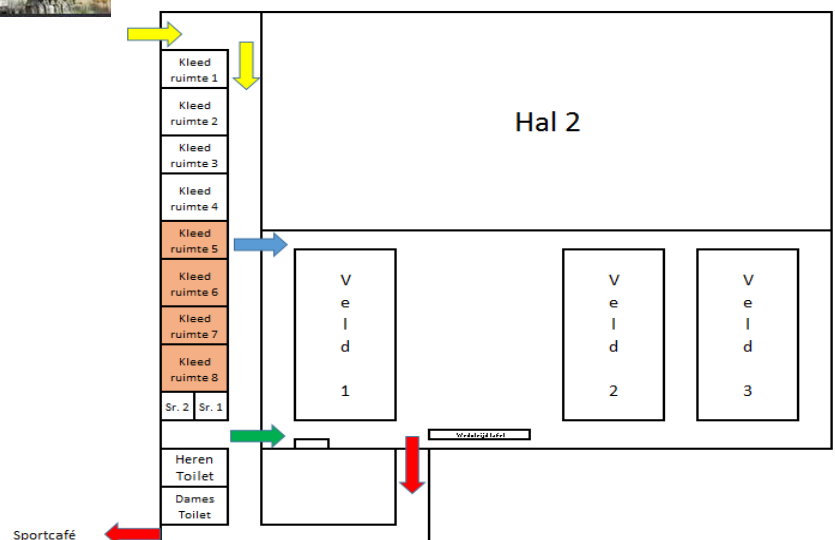 Kleed
ruimte 1
Kleed
ruimte 2
Kleed
ruimte 3
Kleed
ruimte 4
Kleed
ruimte 5
Kleed
ruimte 6
Kleed
ruimte 7
Kleed
ruimte 8
Sr. 2 Sr. 1
Heren
Toilet
Dames
Toilet
Sportcafé
Hal 2
V
e
l
d
1
V
e
l
d
2
V
e
l
d
3
Wedstrijdtafel